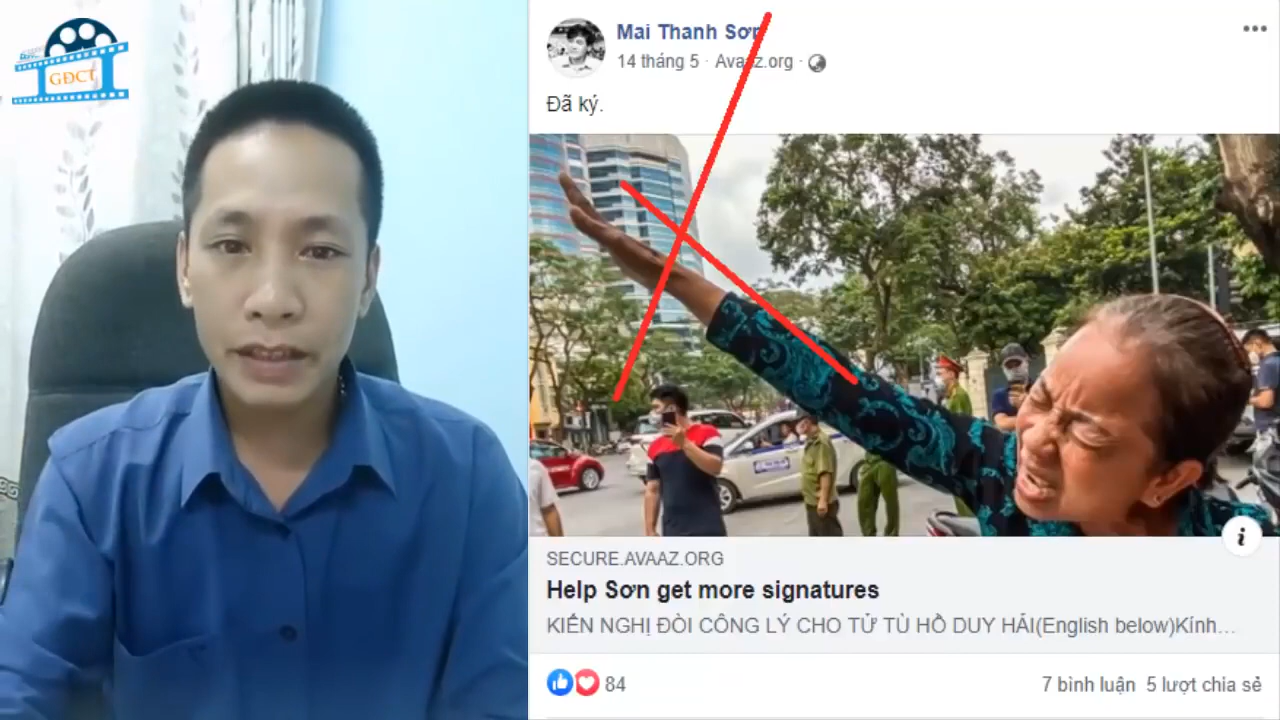 GĐCT
Mai Thanh Sơn
14 tháng 5 · Avaaz.org ·
Đã ký.
SECURE.AVAAZ.ORG
Help Sơn get more signatures
KIẾN NGHỊ ĐÒI CÔNG LÝ CHO TỬ TÙ HỒ DUY HẢI(English below)Kính…
84
7 bình luận 5 lượt chia sẻ